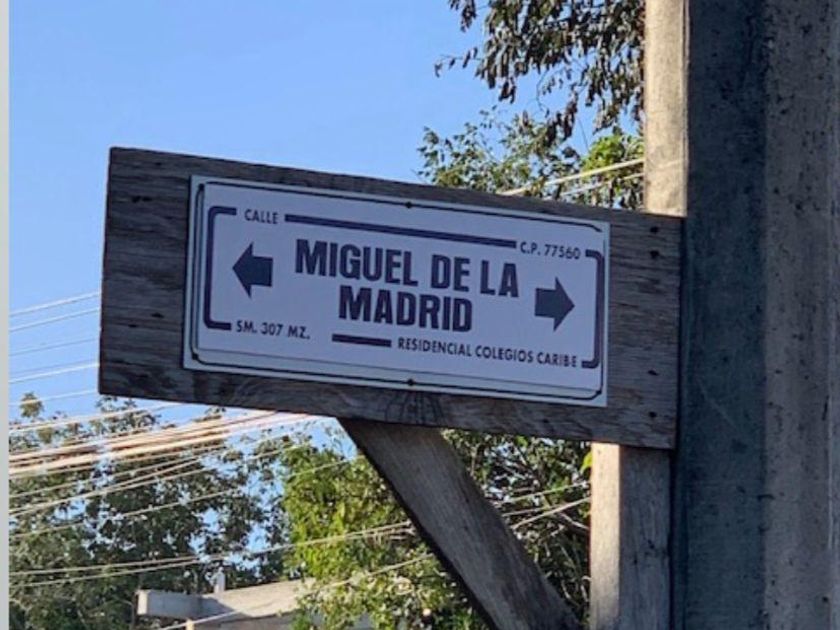 CALLE
C.P. 77560
MIGUEL DE LA
MADRID
SM. 307 MZ.
RESIDENCIAL COLEGIOS CARIBE